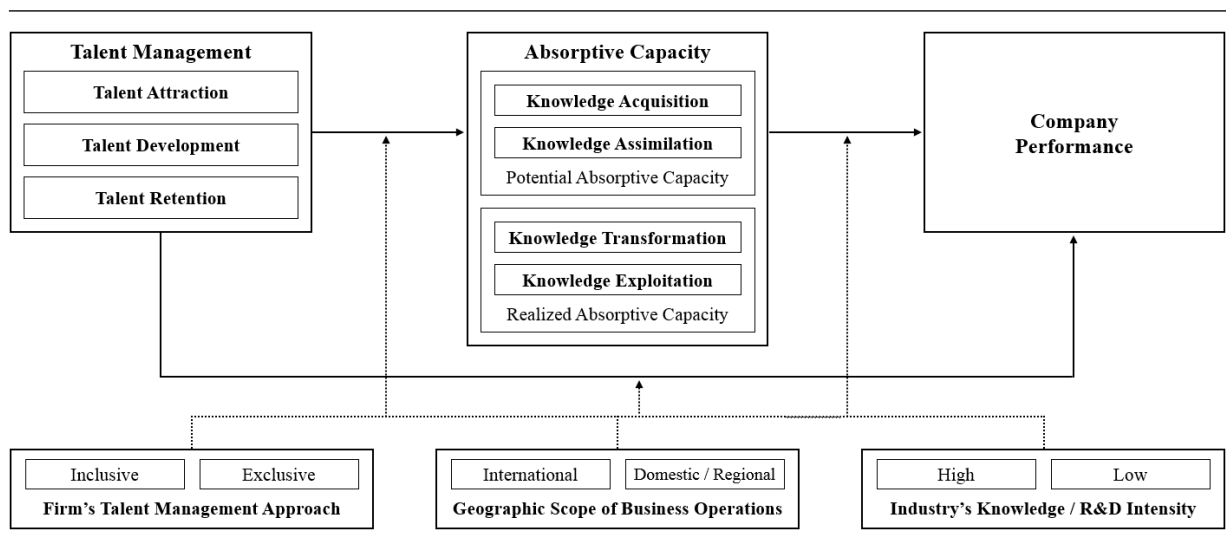 Talent Management
Talent Attraction
Talent Development
Talent Retention
Absorptive Capacity
Knowledge Acquisition
Knowledge Assimilation
Potential Absorptive Capacity
Knowledge Transformation
Knowledge Exploitation
Realized Absorptive Capacity
Company
Performance
Inclusive
Exclusive
Firm's Talent Management Approach
International
Domestic / Regional
Geographic Scope of Business Operations
High
Low
Industry's Knowledge / R&D Intensity